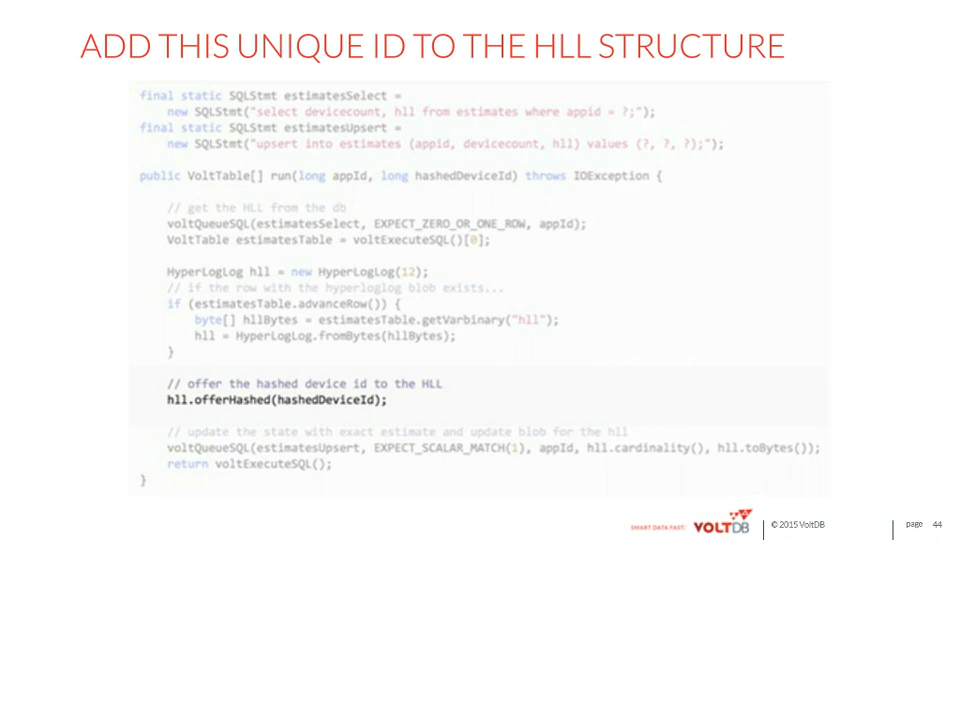 ADD THIS UNIQUE ID TO THE HLL STRUCTURE
final static SQLStmt estimatesSelect =
new SQLStmt("select devicecount, hll from estimates where appid = ?;");
final static SQLStmt estimatesUpsert =
new SQLStmt("upsert into estimates (appid, devicecount, hll) values (?, ?, ?);");
public VoltTable[] run(long appId, long hashedDeviceId) throws IOException {
// get the HLL from the db
voltQueueSQL(estimatesSelect, EXPECT_ZERO_OR_ONE_ROW, appId);
VoltTable estimatesTable = voltExecuteSQL()[0];
HyperLogLog hll = new HyperLogLog(12);
// if the row with the hyperloglog blob exists...
if (estimatesTable.advanceRow()) {
byte[] hllBytes = estimatesTable.getVarbinary("hll");
hll = HyperLogLog.fromBytes(hllBytes);
}
// offer the hashed device id to the HLL
hll.offerHashed(hashedDeviceId);
// update the state with exact estimate and update blob for the hll
voltQueueSQL(estimatesUpsert, EXPECT_SCALAR_MATCH(1), appId, hll.cardinality(), hll.toBytes());
return voltExecuteSQL();
}
SMART DATA FAST. VOLTDB © 2015 VoltDB page 44